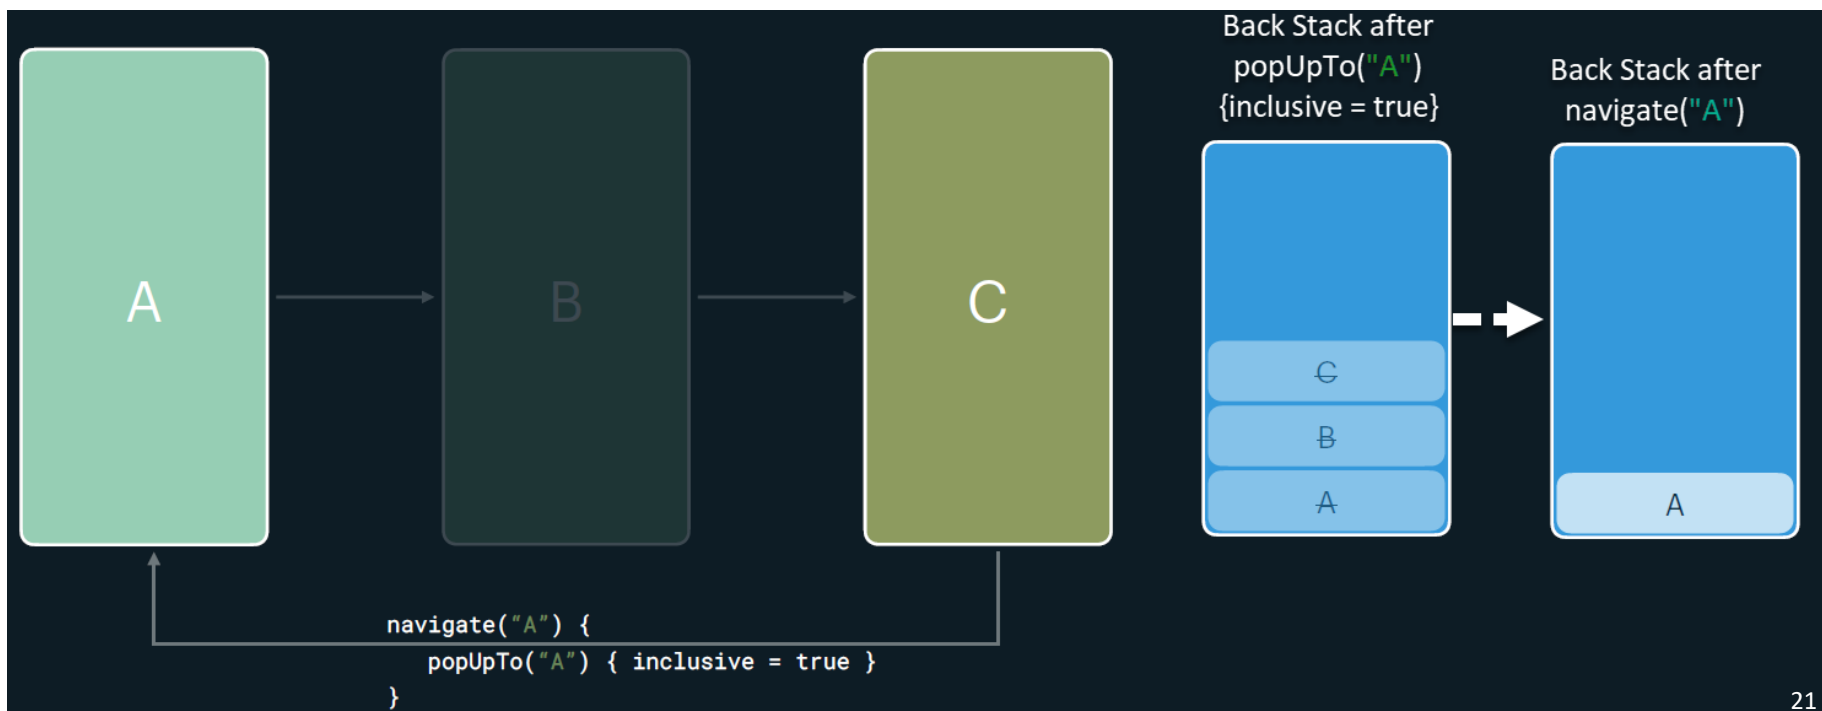 A
B
C
navigate("A") {
popUpTo("A") { inclusive = true }
}
Back Stack after
popUpTo("A")
{inclusive = true}
C
B
A
Back Stack after
navigate("A")
A
21